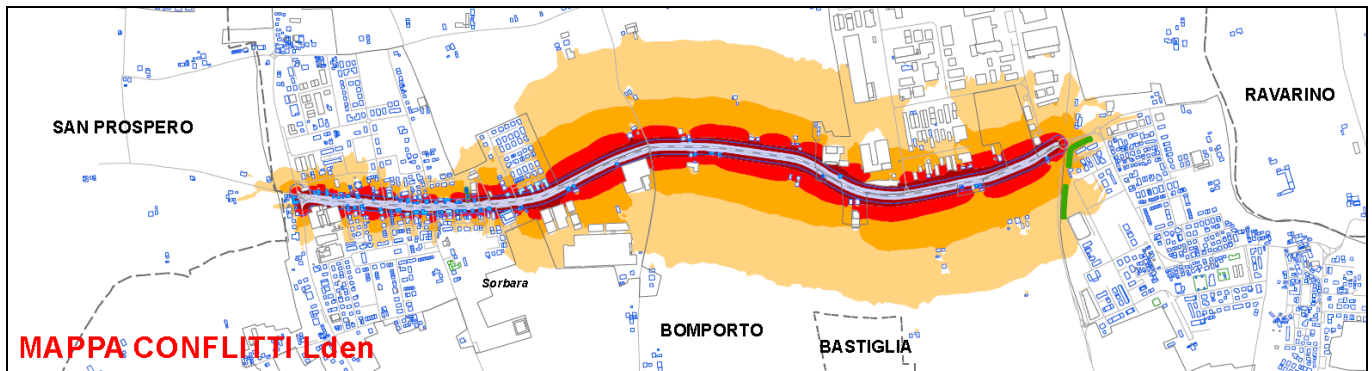 RAVARINO
SAN PROSPERO
Sorbara
BOMPORTO
BASTIGLIA
MAPPA CONFLITTI Lden